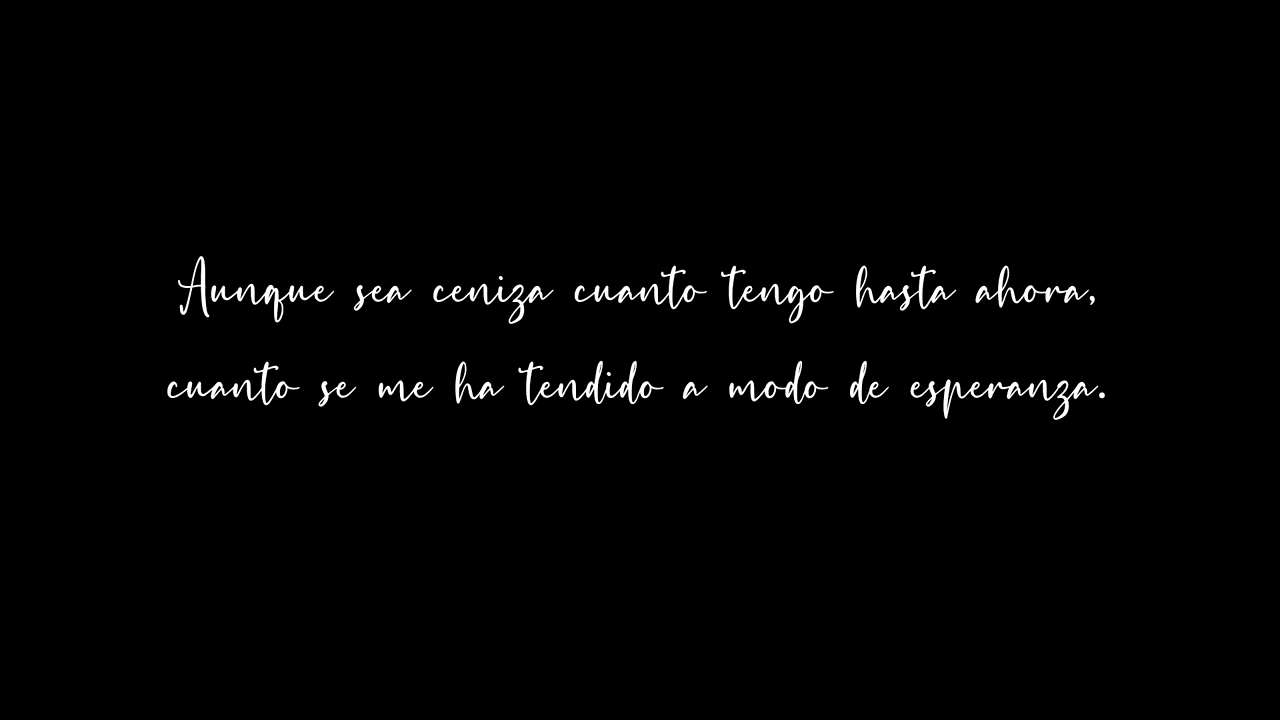 Aunque sea ceniza cuanto tengo hasta ahora,
cuanto se me ha tendido a modo de esperanza.